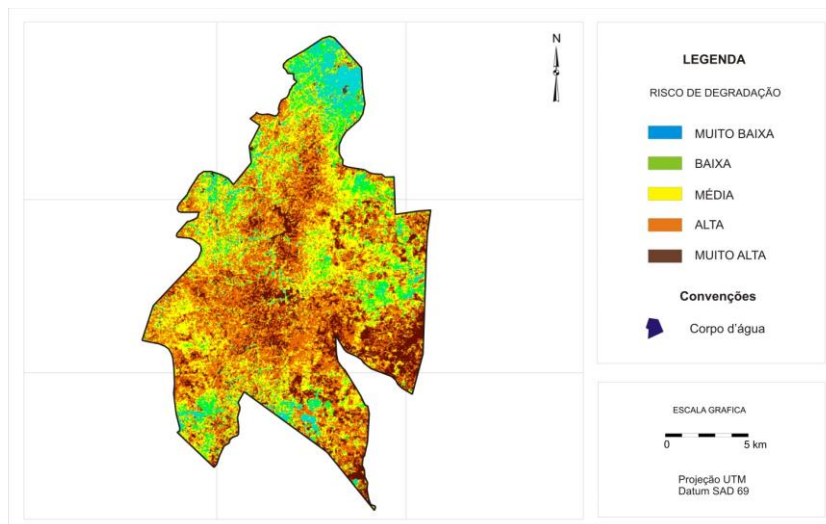 N
LEGENDA
RISCO DE DEGRADAÇÃO
MUITO BAIXA
BAIXA
MÉDIA
ALTA
MUITO ALTA
Convenções
Corpo d'água
ESCALA GRAFICA
0 5 km
Projeção UTM
Datum SAD 69